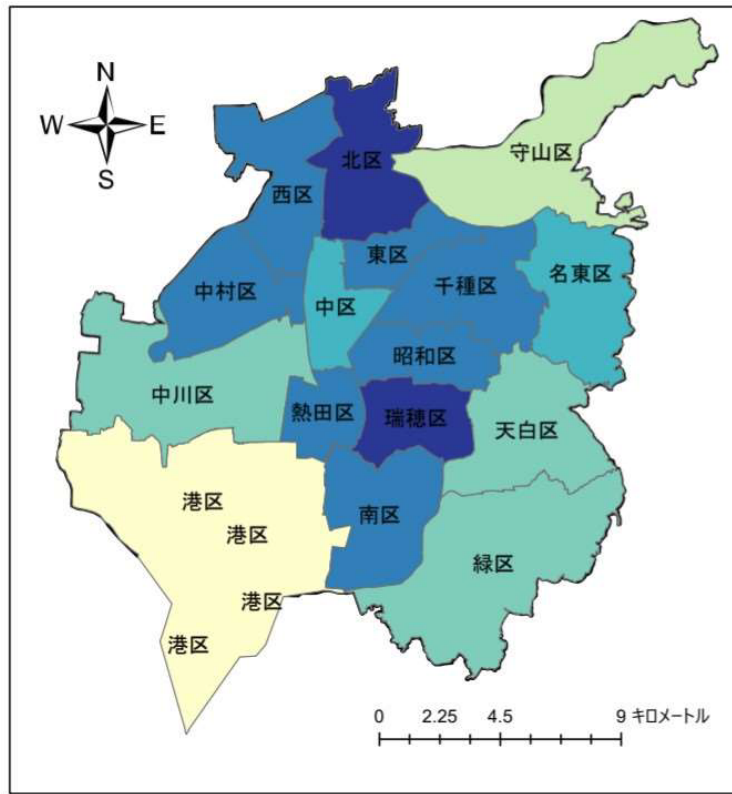 N
W E
S
北区
守山区
西区
東区
名東区
千種区
中村区
中区
昭和区
中川区
熱田区
瑞穂区
天白区
港区
南区
港区
緑区
港区
港区
0 2.25 4.5 9 キロメートル